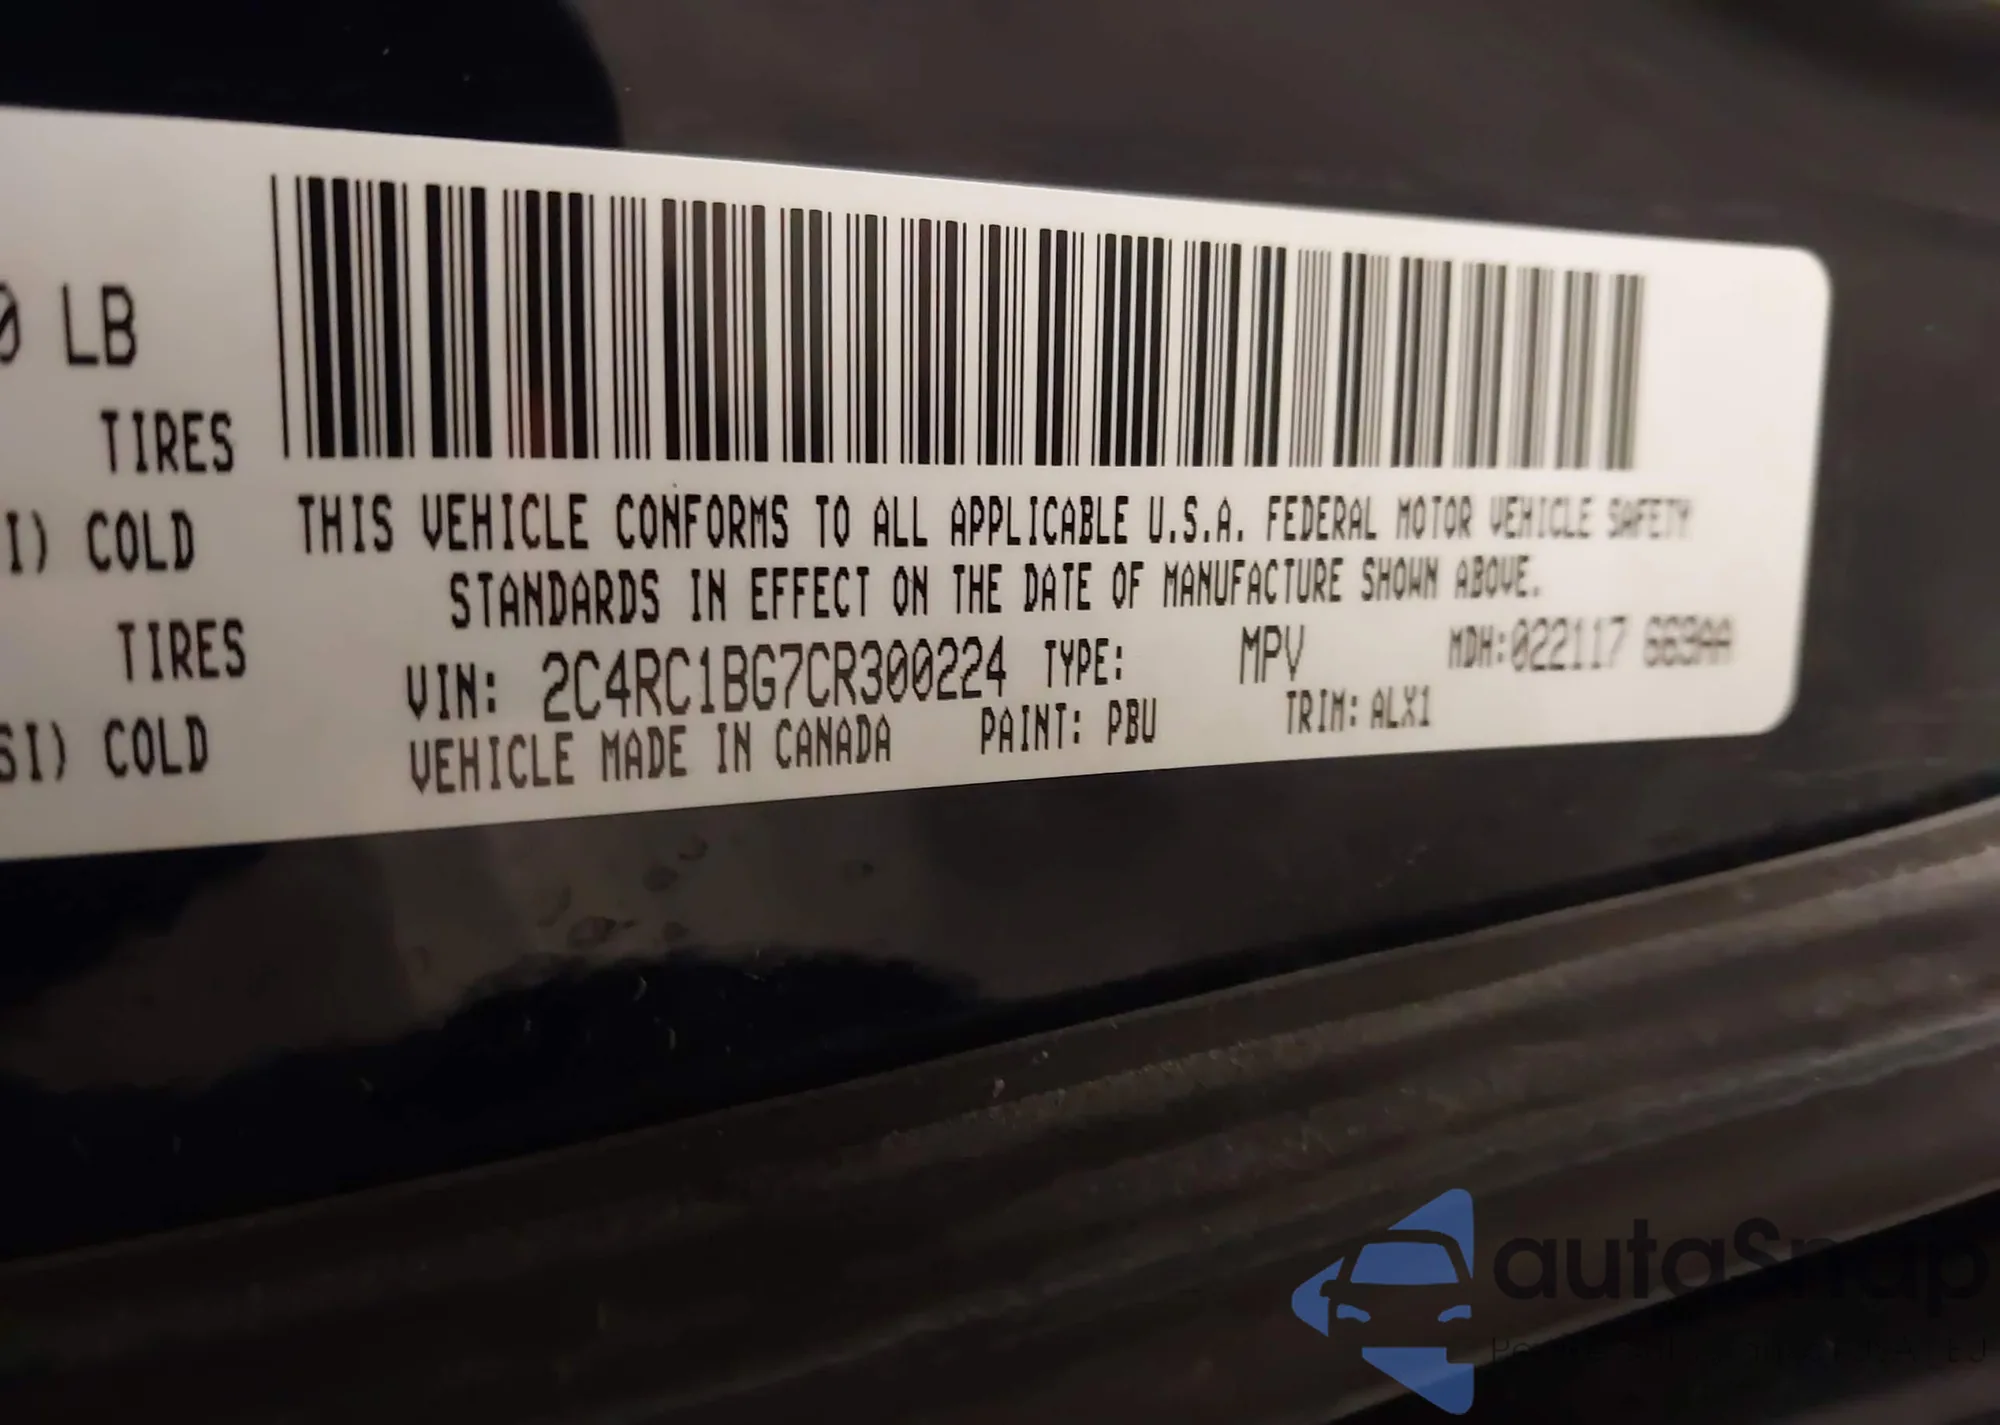 0 LB
TIRES
I) COLD
TIRES
SI) COLD
THIS VEHICLE CONFORMS TO ALL APPLICABLE U.S.A. FEDERAL MOTOR VEHICLE SAFETY
STANDARDS IN EFFECT ON THE DATE OF MANUFACTURE SHOWN ABOVE.
VIN: 2C4RC1BG7CR300224 TYPE: MPV MDH:022117 663AA
VEHICLE MADE IN CANADA PAINT: PBU TRIM: ALX1
autoSnap